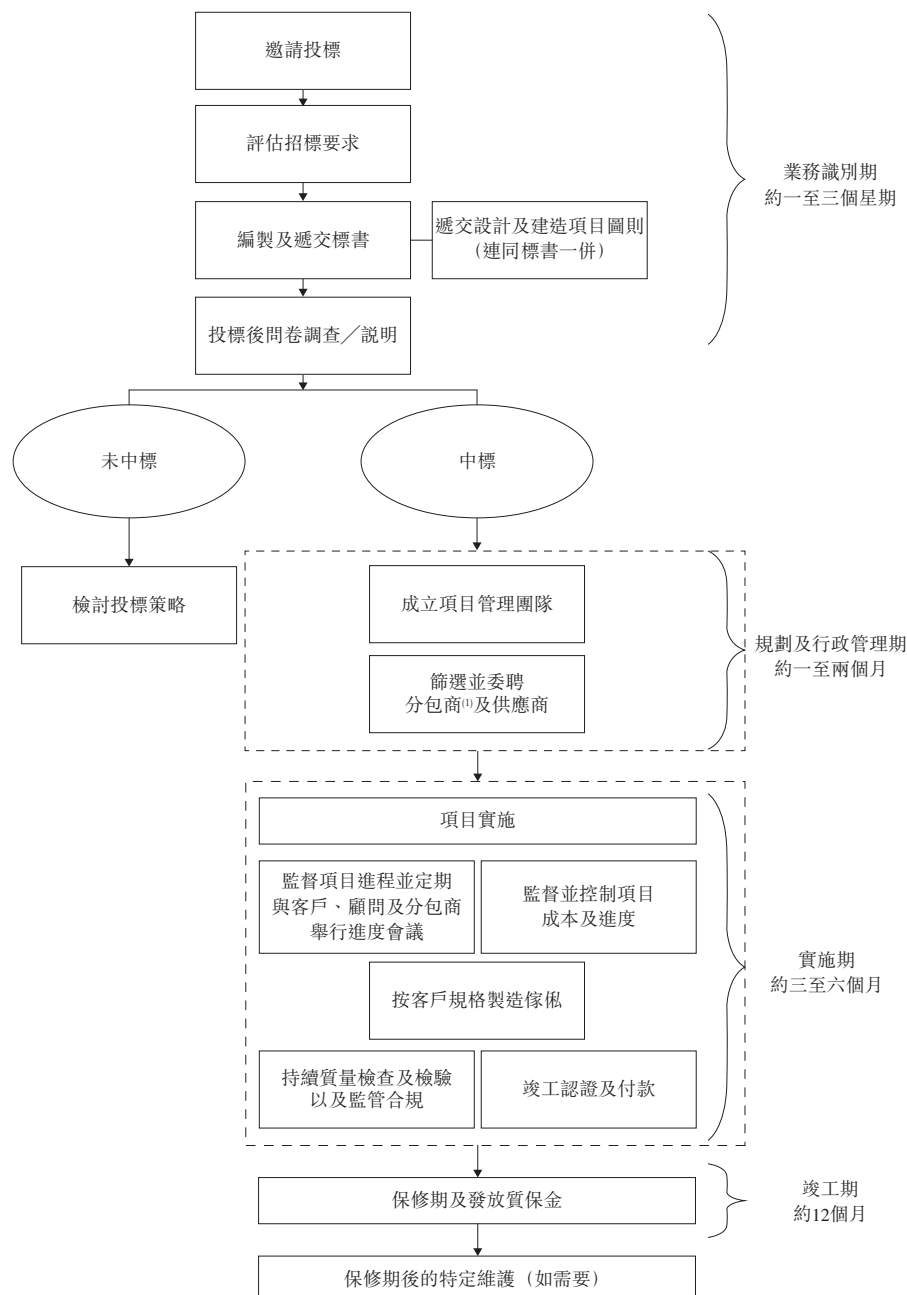 邀請投標
評估招標要求
業務識別期
約一至三個星期
編製及遞交標書
遞交設計及建造項目圖則
（連同標書一併）
投標後問卷調查／説明
未中標
中標
檢討投標策略
成立項目管理團隊
篩選並委聘
分包商(1)及供應商
規劃及行政管理期
約一至兩個月
項目實施
監督項目進程並定期
與客戶、顧問及分包商
舉行進度會議
監督並控制項目
成本及進度
按客戶規格製造傢俬
實施期
約三至六個月
持續質量檢查及檢驗
以及監管合規
竣工認證及付款
保修期及發放質保金
竣工期
約12個月
保修期後的特定維護（如需要）